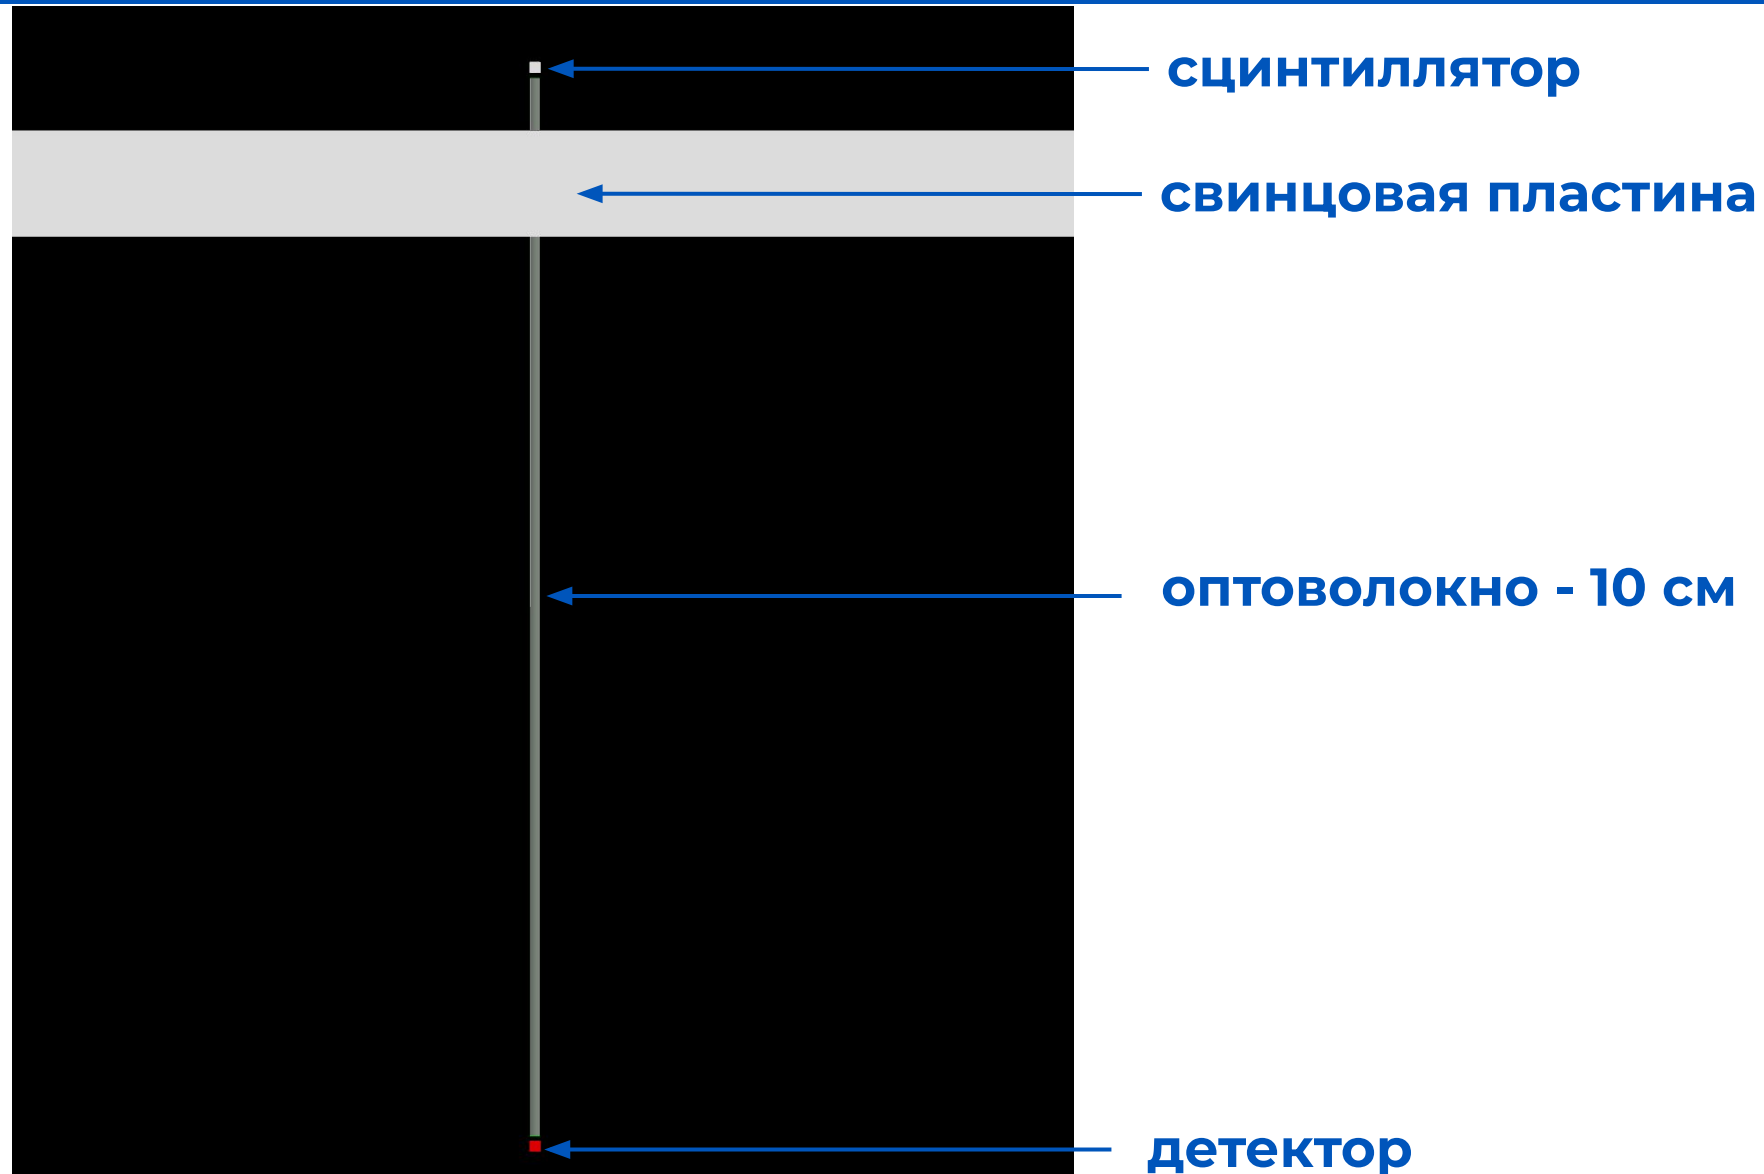 сцинтиллятор
свинцовая пластина
оптоволокно - 10 см
детектор